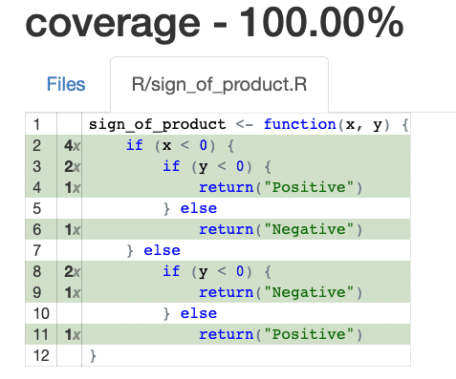 coverage - 100.00%
Files R/sign_of_product.R
1 sign_of_product <- function(x, y) {
2 4x if (x < 0) {
3 2x if (y < 0) {
4 1x return("Positive")
5 } else
6 1x return("Negative")
7 } else
8 2x if (y < 0) {
9 1x return("Negative")
10 } else
11 1x return("Positive")
12 }